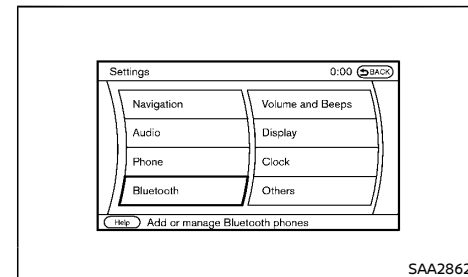 Settings 0:00 BACK
Navigation Volume and Beeps
Audio Display
Phone Clock
Bluetooth Others
Help Add or manage Bluetooth phones
SAA2862